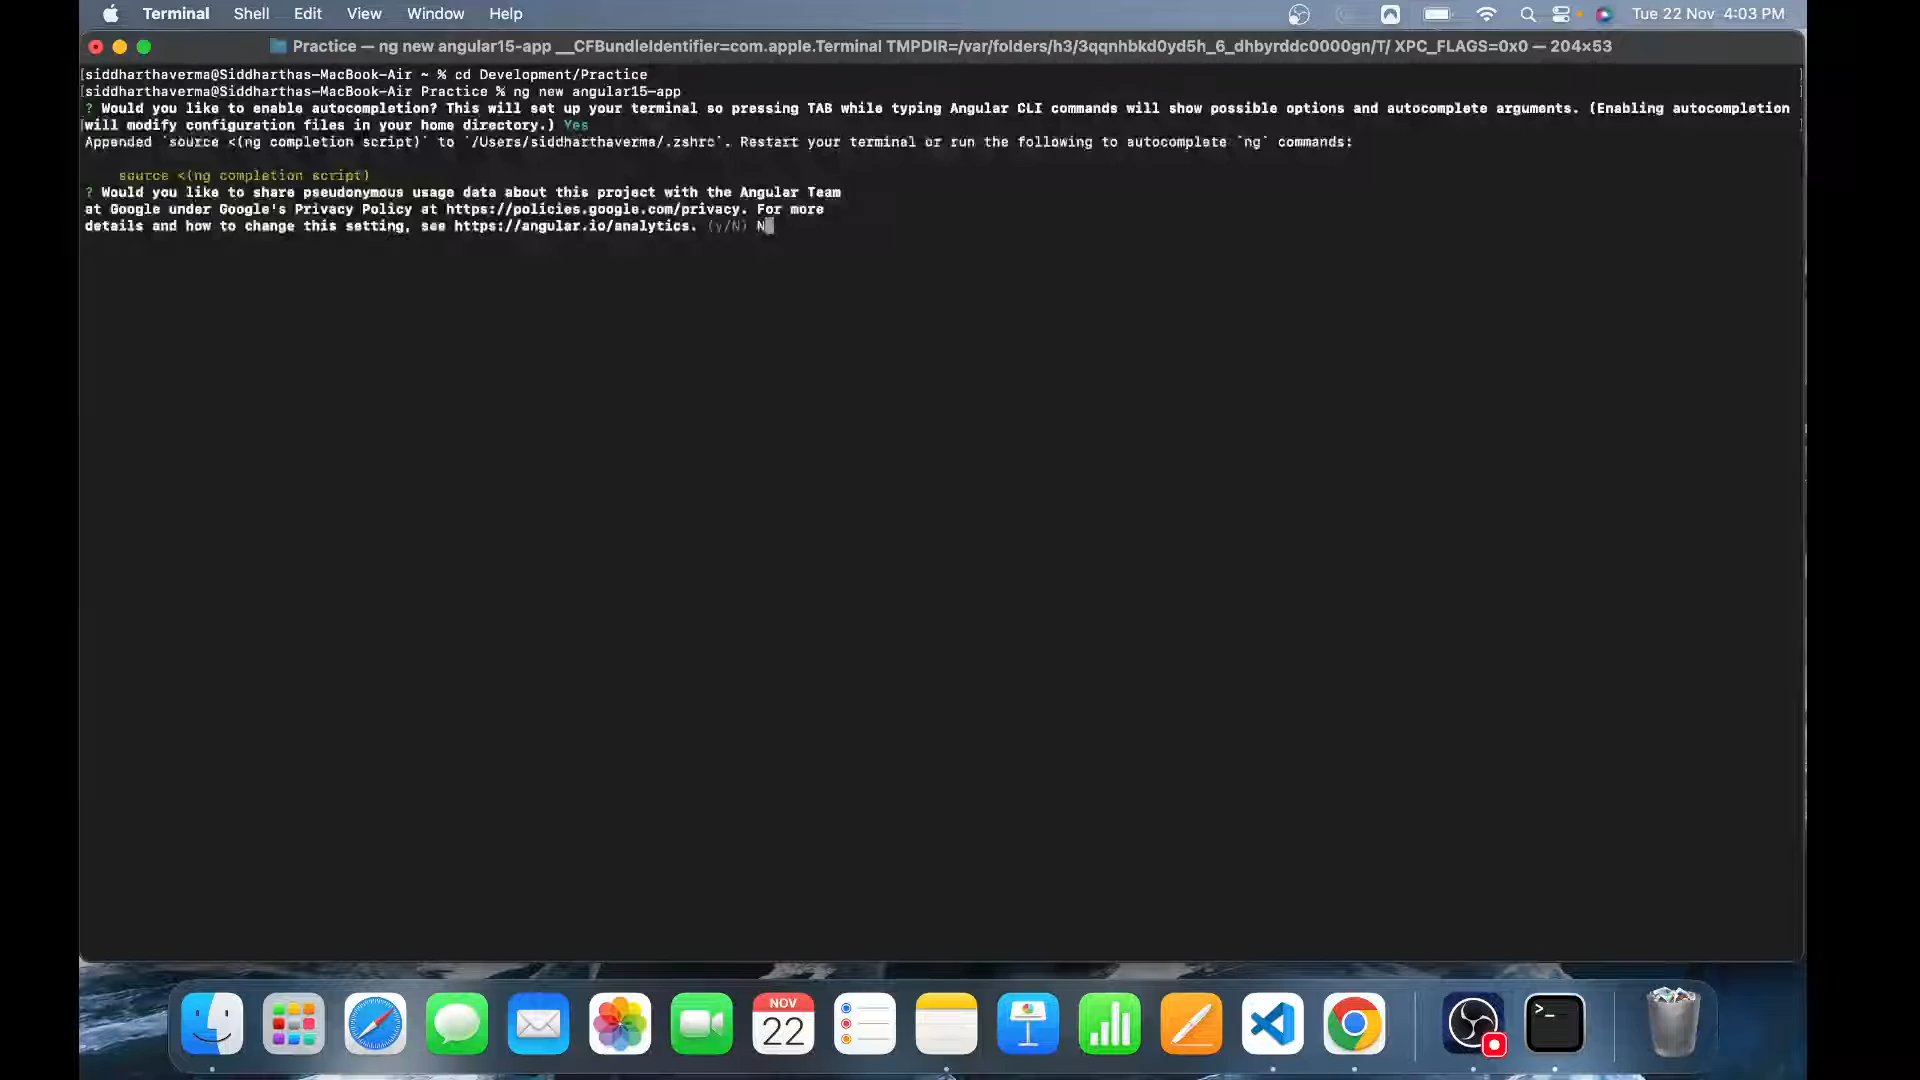 Terminal Shell Edit View Window Help Tue 22 Nov 4:03 PM
Practice — ng new angular15-app __CFBundleIdentifier=com.apple.Terminal TMPDIR=/var/folders/h3/3qqnhbkd0yd5h_6_dhbyrddc0000gn/T/ XPC_FLAGS=0x0 — 204×53
[siddharthaverma@Siddharthas-MacBook-Air ~ % cd Development/Practice
[siddharthaverma@Siddharthas-MacBook-Air Practice % ng new angular15-app
? Would you like to enable autocompletion? This will set up your terminal so pressing TAB while typing Angular CLI commands will show possible options and autocomplete arguments. (Enabling autocompletion
[will modify configuration files in your home directory.) Yes
Appended `source <(ng completion script)` to `/Users/siddharthaverma/.zshrc`. Restart your terminal or run the following to autocomplete `ng` commands:
source <(ng completion script)
? Would you like to share pseudonymous usage data about this project with the Angular Team
at Google under Google's Privacy Policy at https://policies.google.com/privacy. For more
details and how to change this setting, see https://angular.io/analytics. (y/N) N
NOV
22
>_